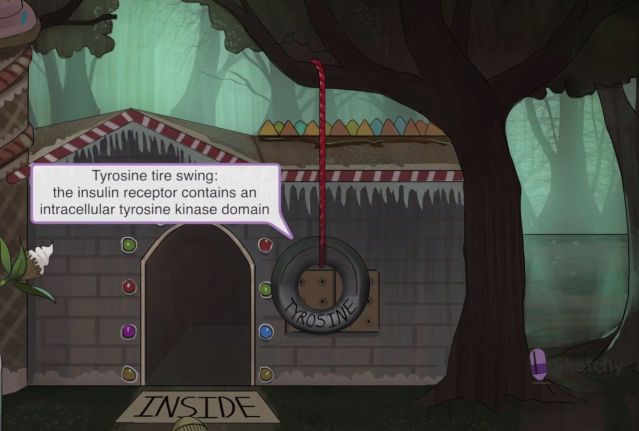 Tyrosine tire swing:
the insulin receptor contains an
intracellular tyrosine kinase domain
TYROSINE
INSIDE
Sketchy